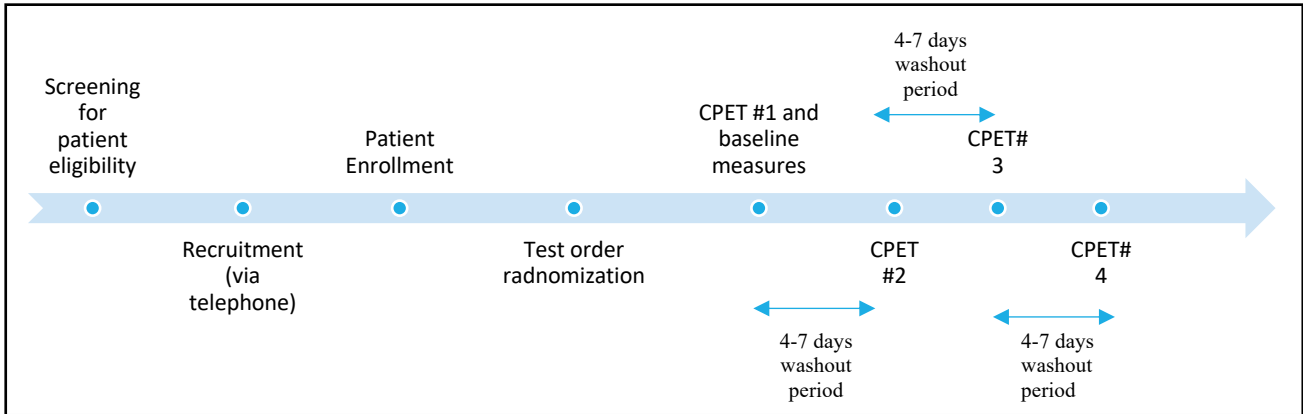 Screening
for
patient
eligibility
Recruitment
(via
telephone)
Patient
Enrollment
Test order
radnomization
CPET #1 and
baseline
measures
4-7 days
washout
period
CPET
#2
4-7 days
washout
period
CPET#
3
CPET#
4
4-7 days
washout
period